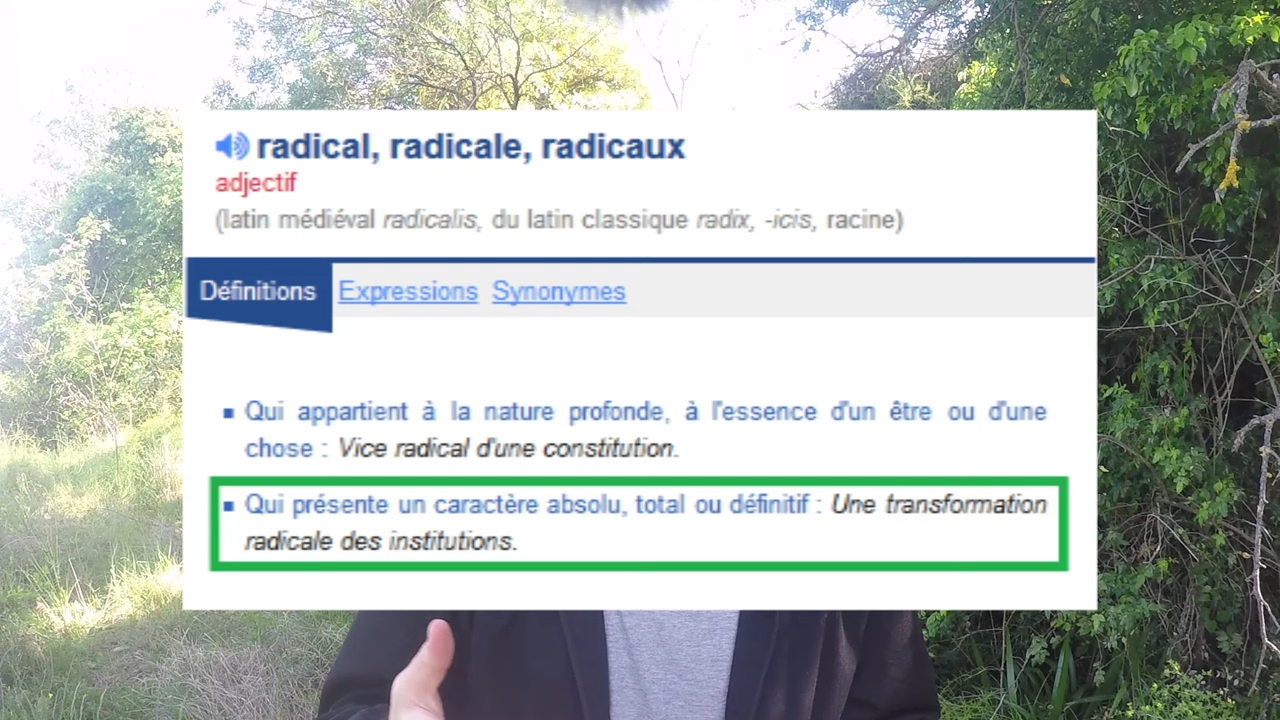 radical, radicale, radicaux
adjectif
(latin médiéval radicalis, du latin classique radix, -icis, racine)
Définitions Expressions Synonymes
Qui appartient à la nature profonde, à l'essence d'un être ou d'une
chose : Vice radical d'une constitution.
Qui présente un caractère absolu, total ou définitif : Une transformation
radicale des institutions.